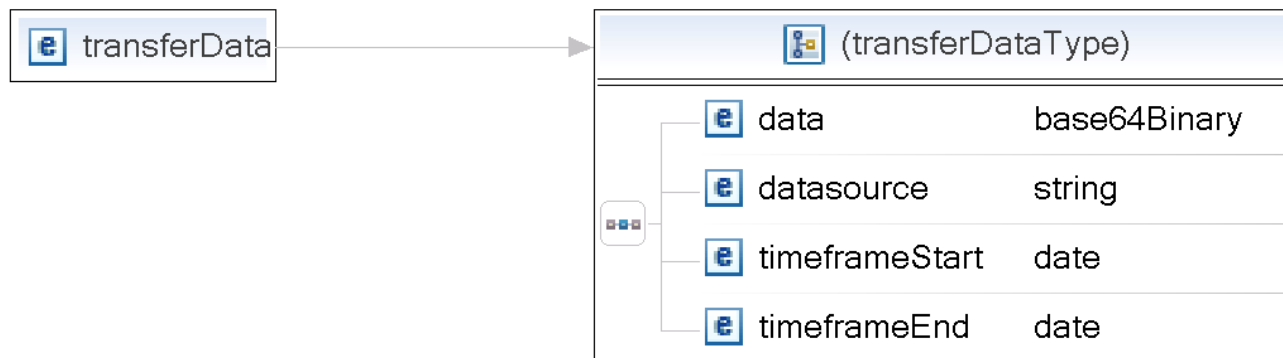 transferData
(transferDataType)
data base64Binary
datasource string
timeframeStart date
timeframeEnd date